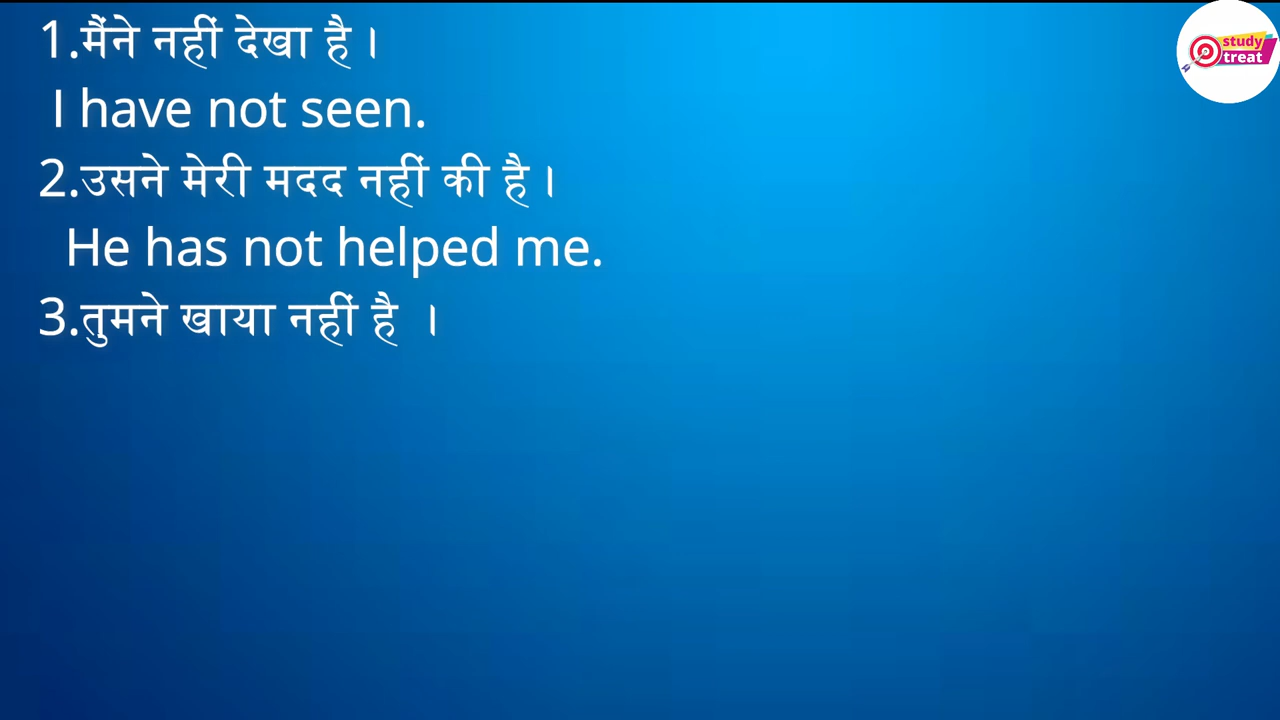 1.मैंने नहीं देखा है।
I have not seen.
2.उसने मेरी मदद नहीं की है।
He has not helped me.
3.तुमने खाया नहीं है ।
study
treat